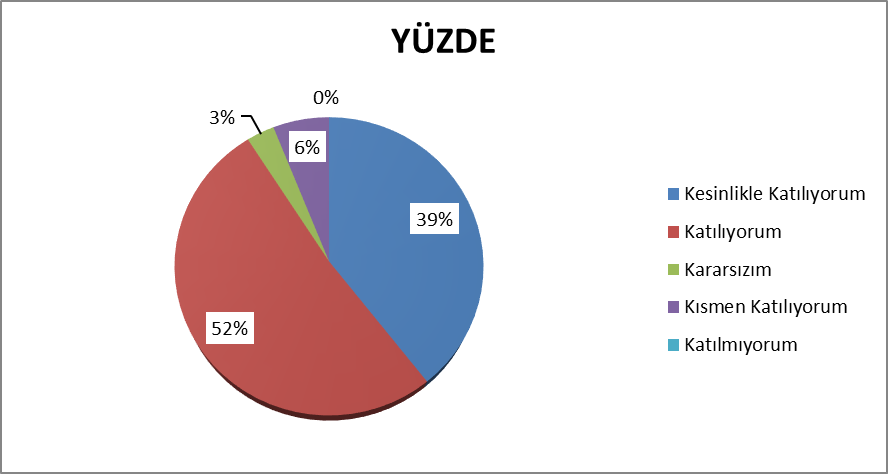 YÜZDE
0%
3%
6%
39%
52%
Kesinlikle Katılıyorum
Katılıyorum
Kararsızım
Kısmen Katılıyorum
Katılmıyorum